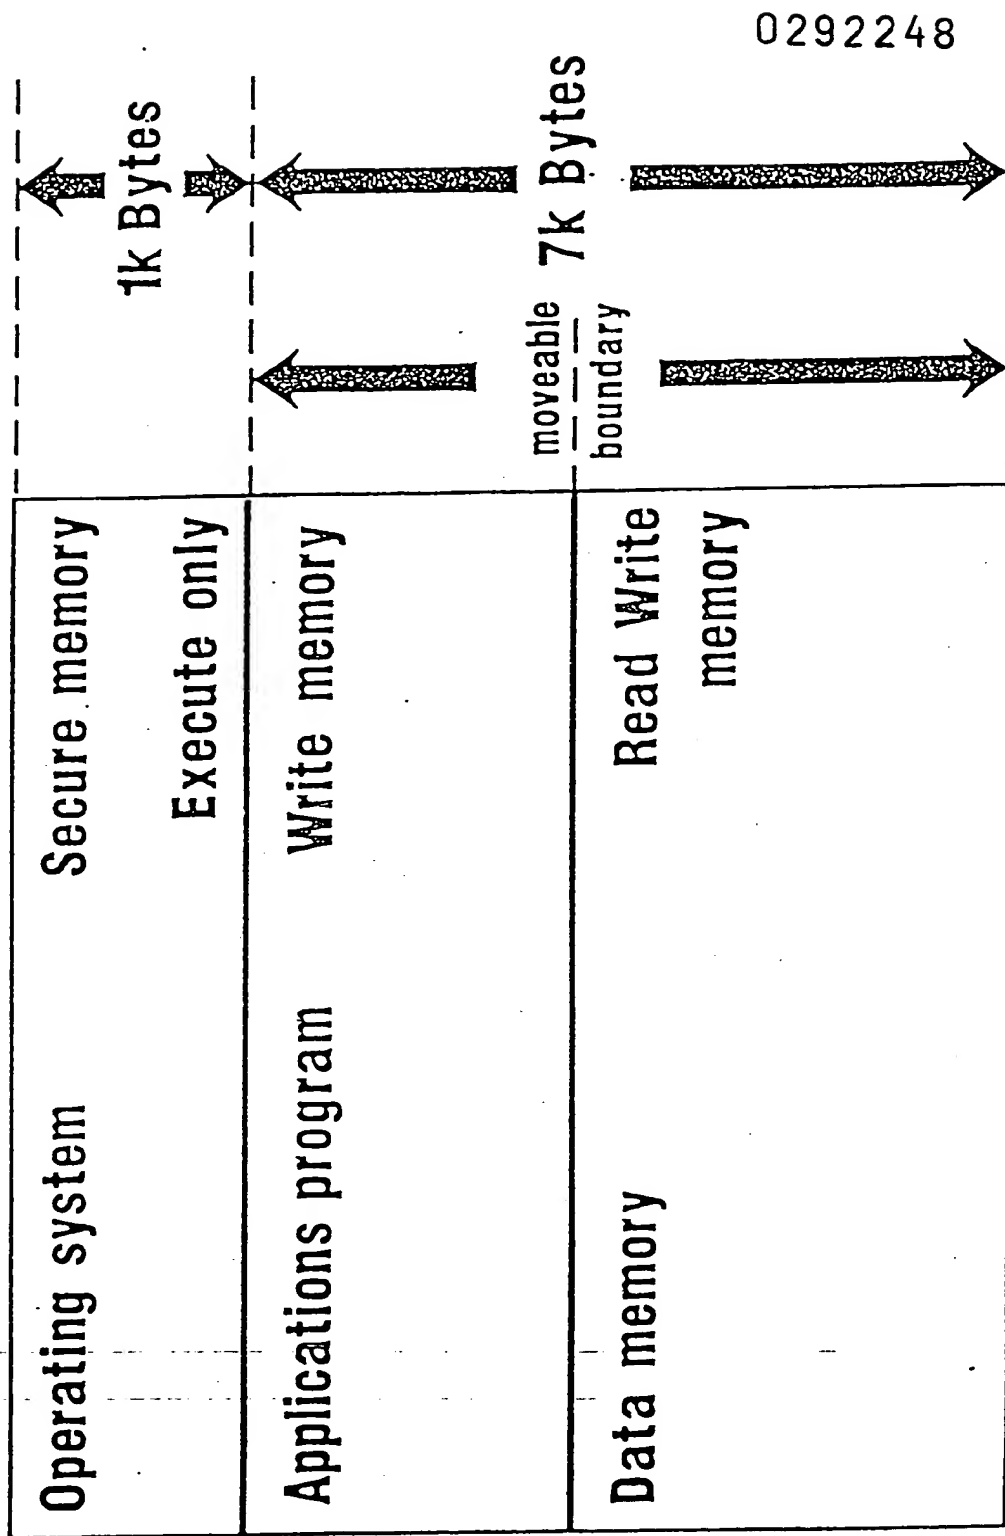 0292248
Operating system Secure memory 1k Bytes
Execute only
Applications program Write memory
moveable 7k Bytes
boundary
Data memory Read Write
memory